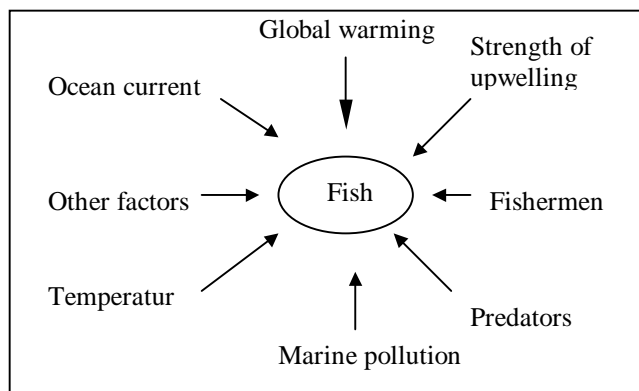 Global warming
Strength of
upwelling
Ocean current
Other factors
Fish
Fishermen
Temperatur
Predators
Marine pollution